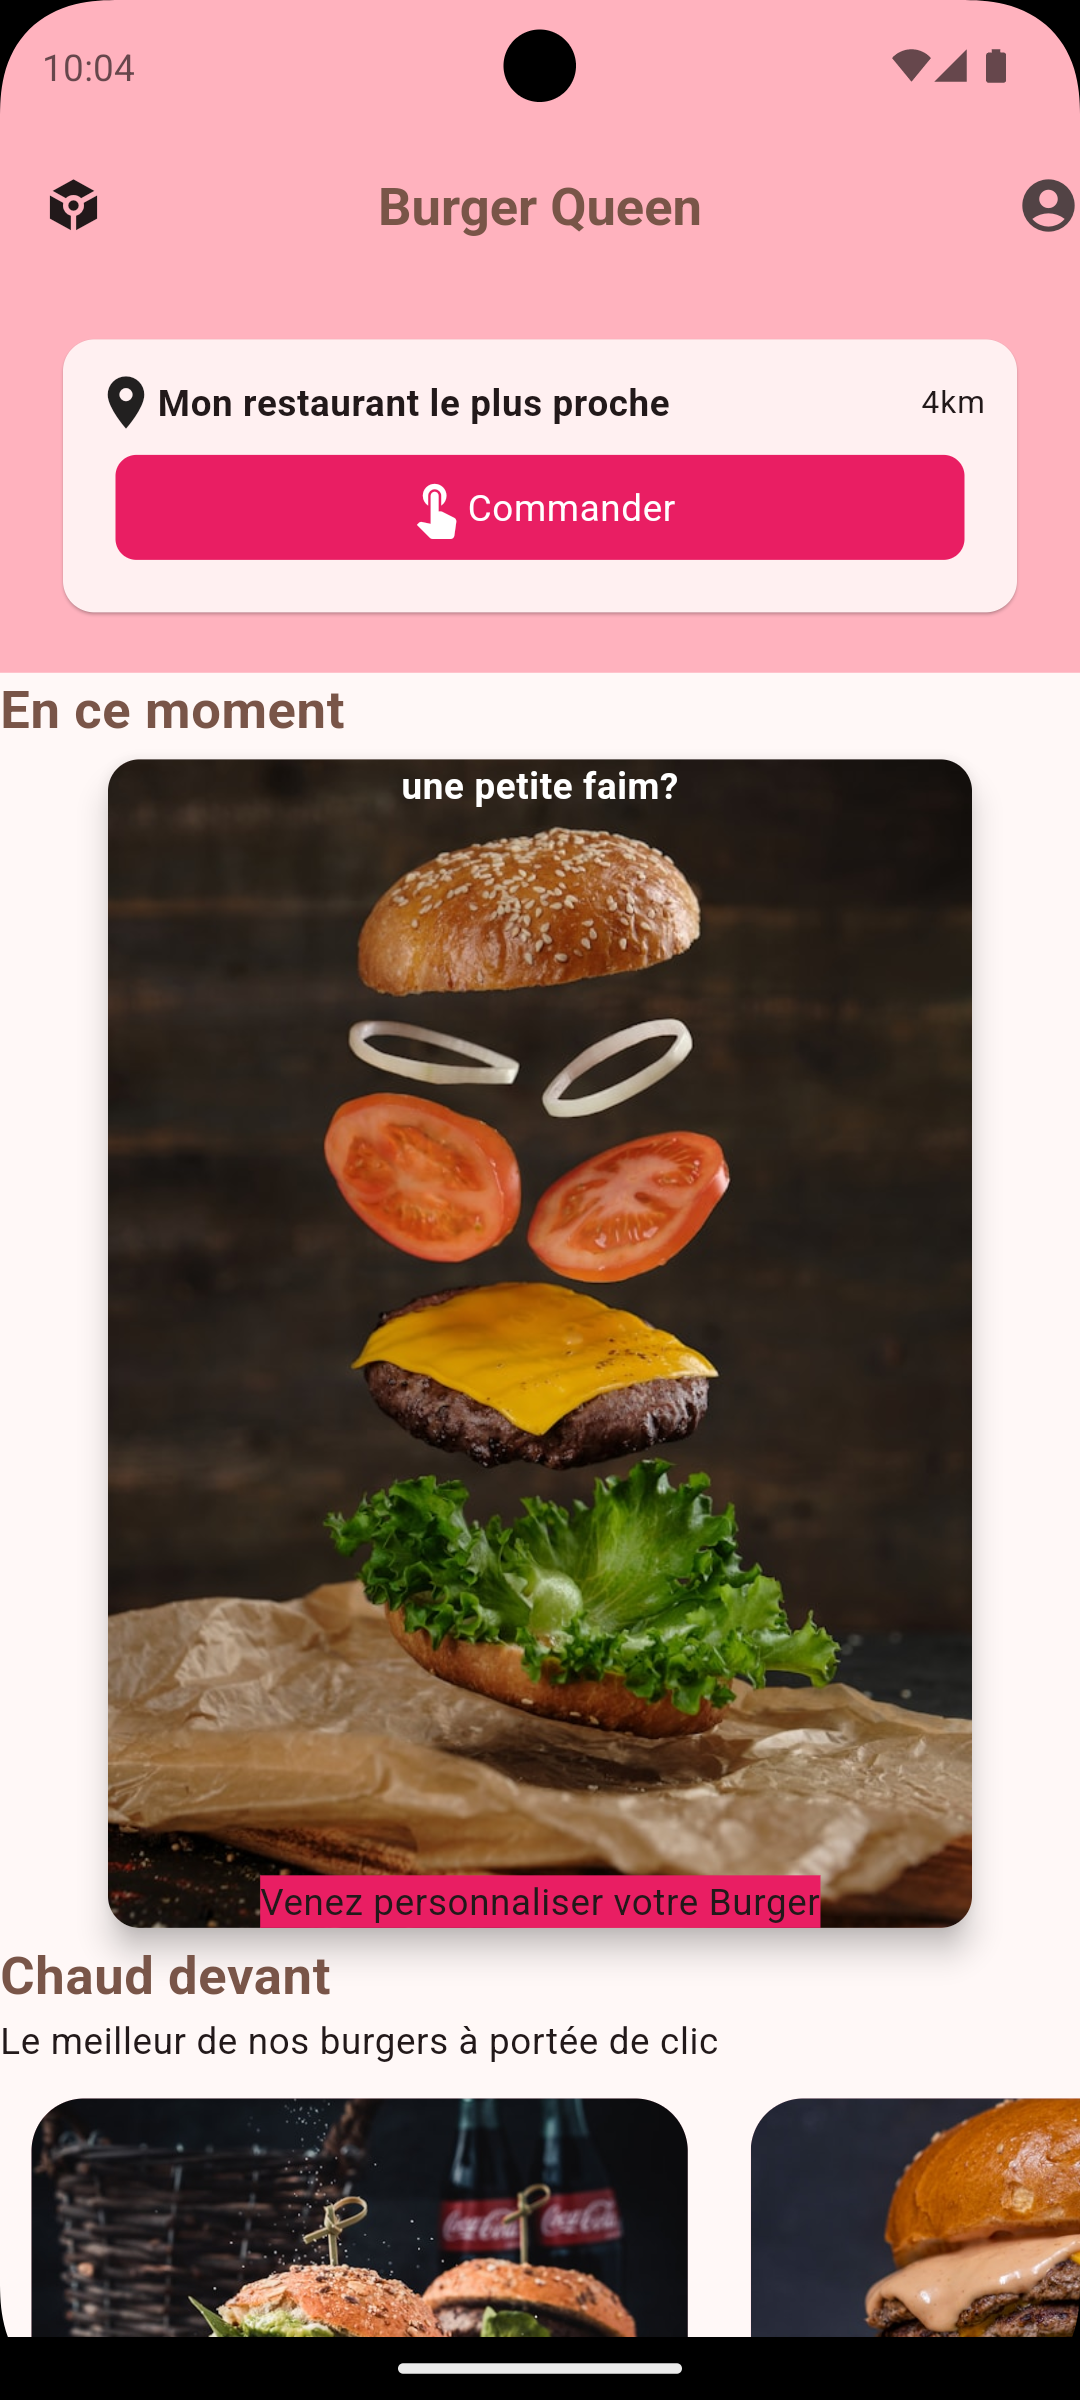 10:04
Burger Queen
Mon restaurant le plus proche
4km
Commander
En ce moment
une petite faim?
Venez personnaliser votre Burger
Chaud devant
Le meilleur de nos burgers à portée de clic
Coca-Cola
Coca-Cola